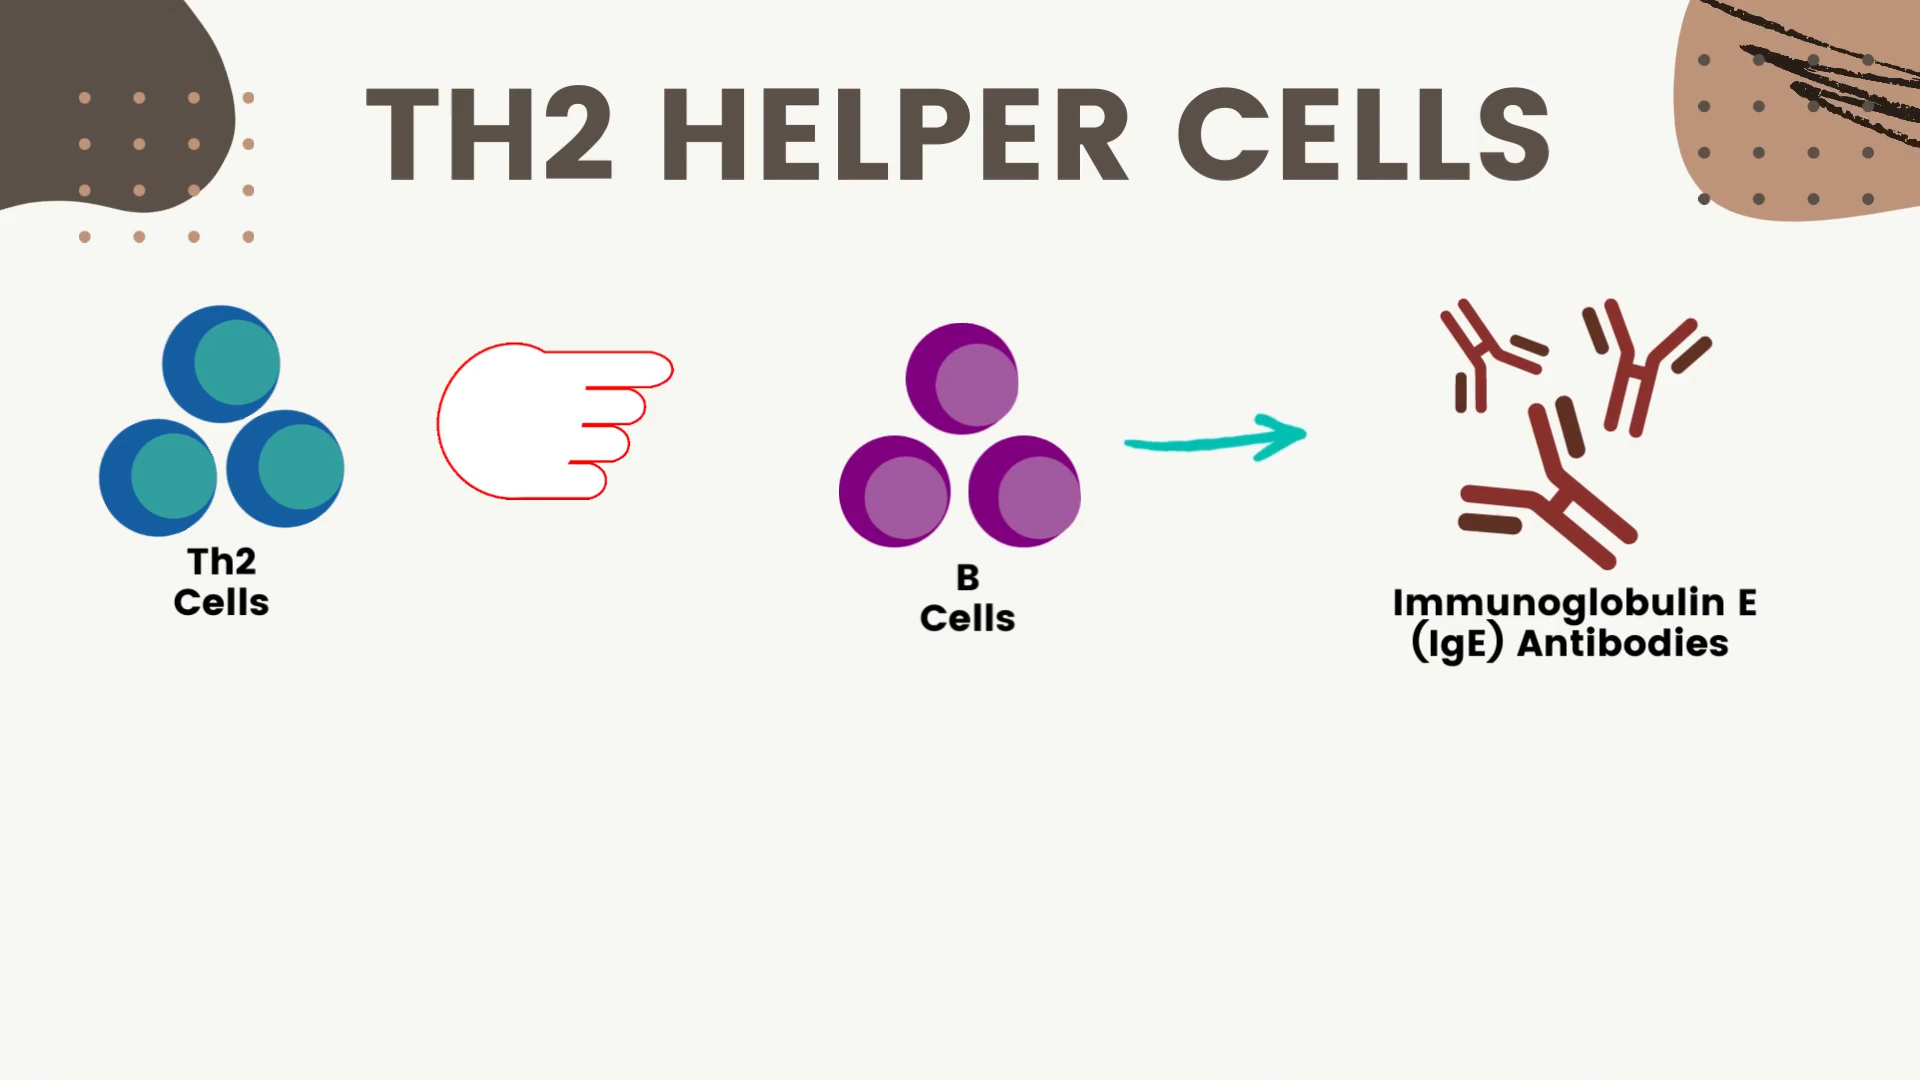 TH2 HELPER CELLS
Th2
Cells
B
Cells
Immunoglobulin E
(IgE) Antibodies